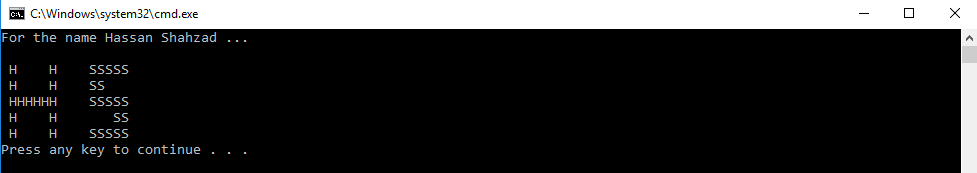 C:\Windows\system32\cmd.exe
For the name Hassan Shahzad ...

 H    H    SSSSS
 H    H    SS
 HHHHHH    SSSSS
 H    H       SS
 H    H    SSSSS
Press any key to continue . . .